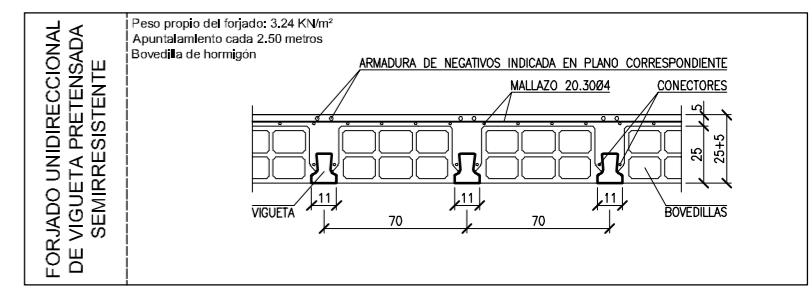 FORJADO UNIDIRECCIONAL
DE VIGUETA PRETENSADA
SEMIRRESISTENTE
Peso propio del forjado: 3.24 KN/m²
Apuntalamiento cada 2.50 metros
Bovedilla de hormigón
ARMADURA DE NEGATIVOS INDICADA EN PLANO CORRESPONDIENTE
MALLAZO 20.30Ø4
CONECTORES
5
25
25+5
11
11
11
VIGUETA
70
70
BOVEDILLAS